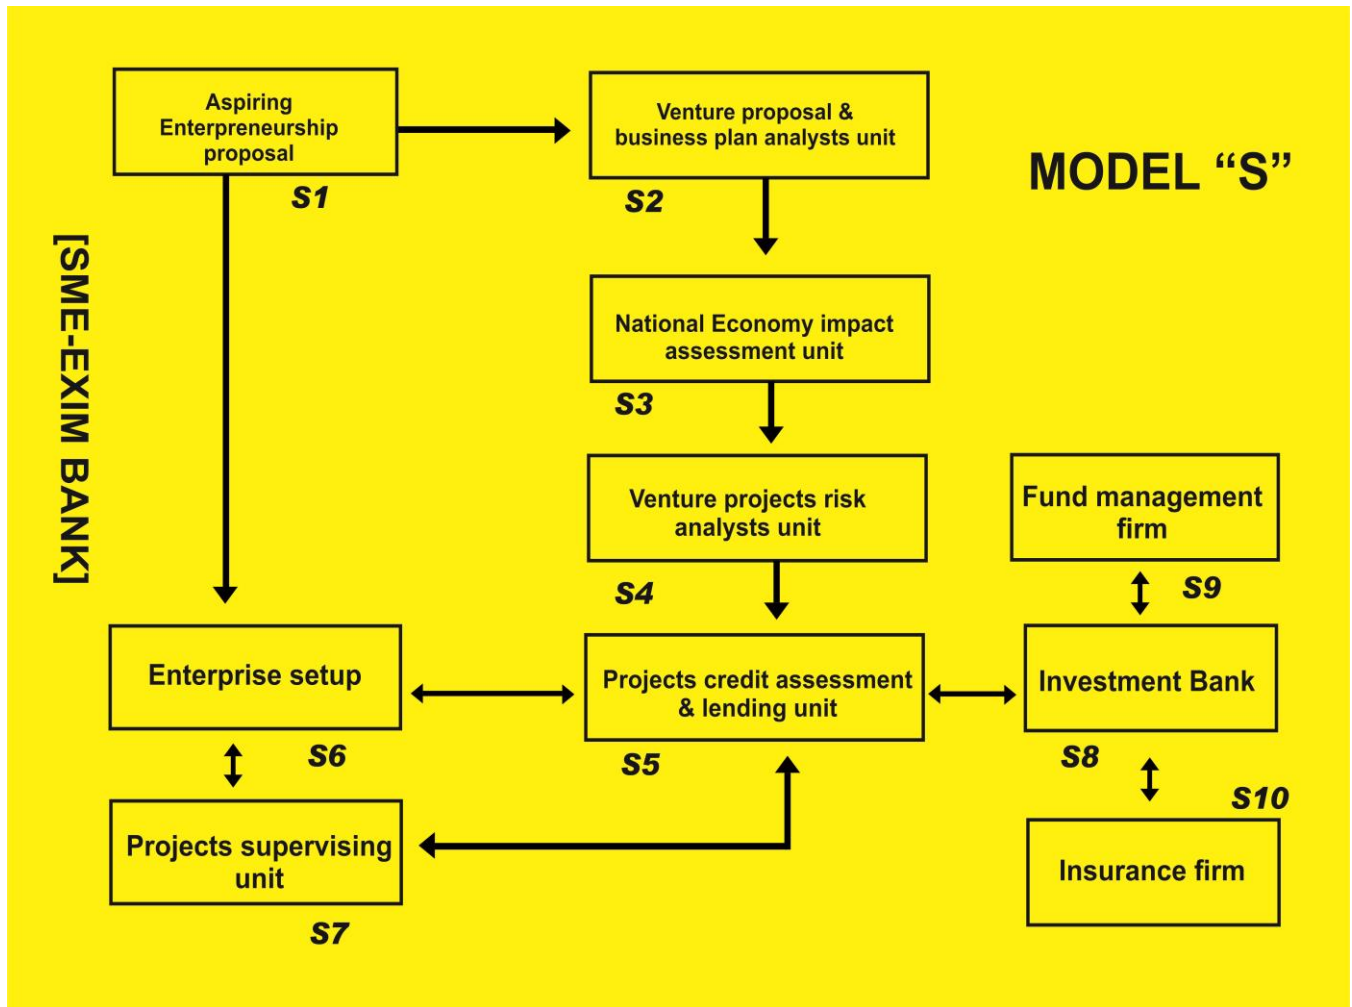 Aspiring
Enterpreneurship
proposal
S1
Venture proposal &
business plan analysts unit
S2
MODEL “S”
[SME-EXIM BANK]
National Economy impact
assessment unit
S3
Venture projects risk
analysts unit
S4
Fund management
firm
S9
Enterprise setup
S6
Projects credit assessment
& lending unit
S5
Investment Bank
S8
S10
Projects supervising
unit
S7
Insurance firm